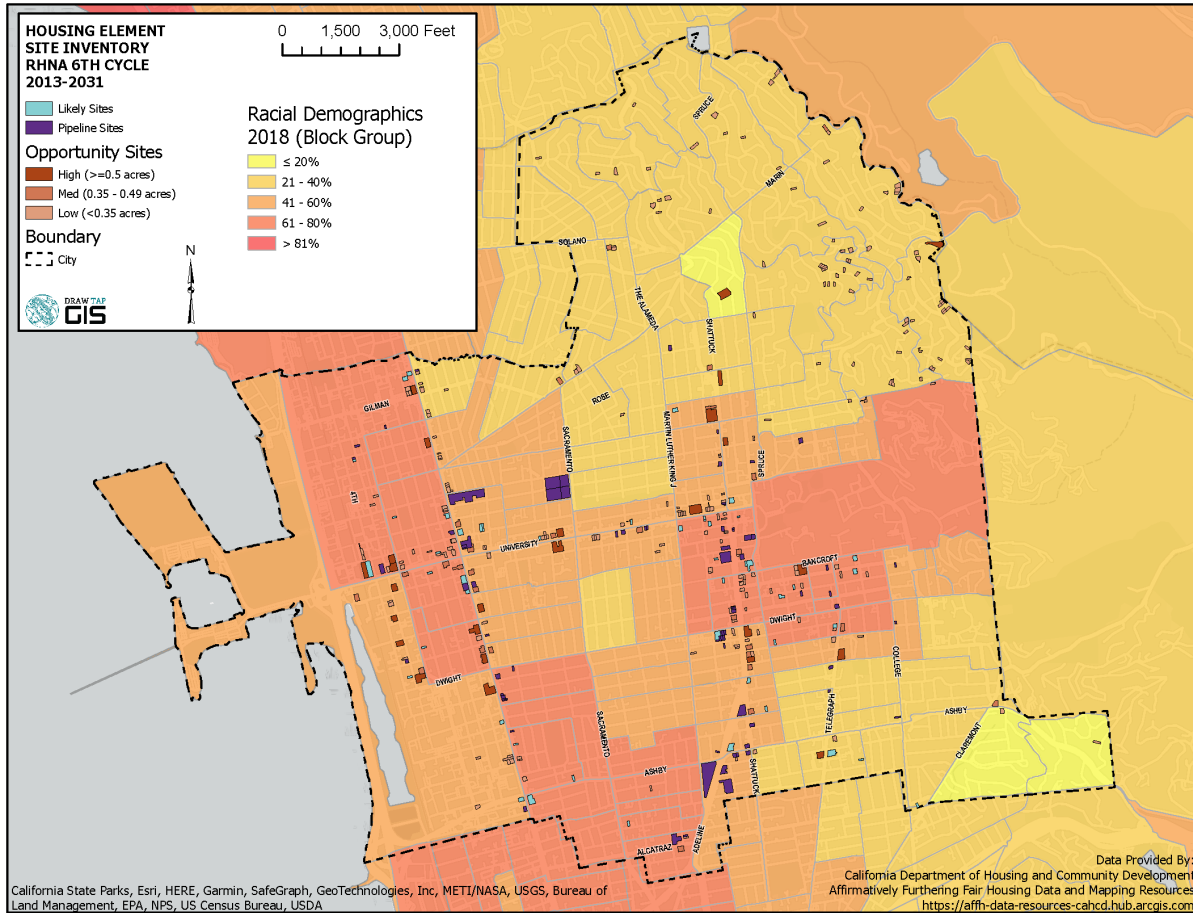 HOUSING ELEMENT
SITE INVENTORY
RHNA 6TH CYCLE
2013-2031
Likely Sites
Pipeline Sites
Opportunity Sites
High (>=0.5 acres)
Med (0.35 - 0.49 acres)
Low (<0.35 acres)
Boundary
City
DRAW TAP
GIS
N
0 1,500 3,000 Feet
Racial Demographics
2018 (Block Group)
≤ 20%
21 - 40%
41 - 60%
61 - 80%
> 81%
SPRUCE
MARIN
SOLANO
THE ALAMEDA
SHATTUCK
ROSE
GILMAN
SACRAMENTO
MARTIN LUTHER KING J
SPRUCE
4TH
UNIVERSITY
BANCROFT
DWIGHT
COLLEGE
DWIGHT
SACRAMENTO
TELEGRAPH
ASHBY
CLAREMONT
ASHBY
SHATTUCK
ADELINE
ALCATRAZ
California State Parks, Esri, HERE, Garmin, SafeGraph, GeoTechnologies, Inc, METI/NASA, USGS, Bureau of
Land Management, EPA, NPS, US Census Bureau, USDA
Data Provided By:
California Department of Housing and Community Development
Affirmatively Furthering Fair Housing Data and Mapping Resources
https://affh-data-resources-cahcd.hub.arcgis.com